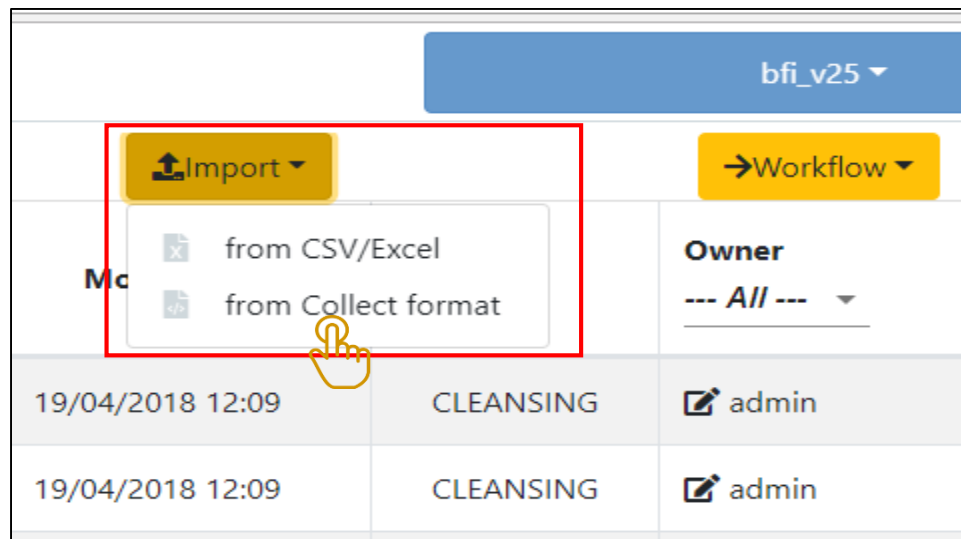 bfi_v25
Import
Workflow
from CSV/Excel
from Collect format
Mo
Owner
--- All ---
19/04/2018 12:09 CLEANSING admin
19/04/2018 12:09 CLEANSING admin